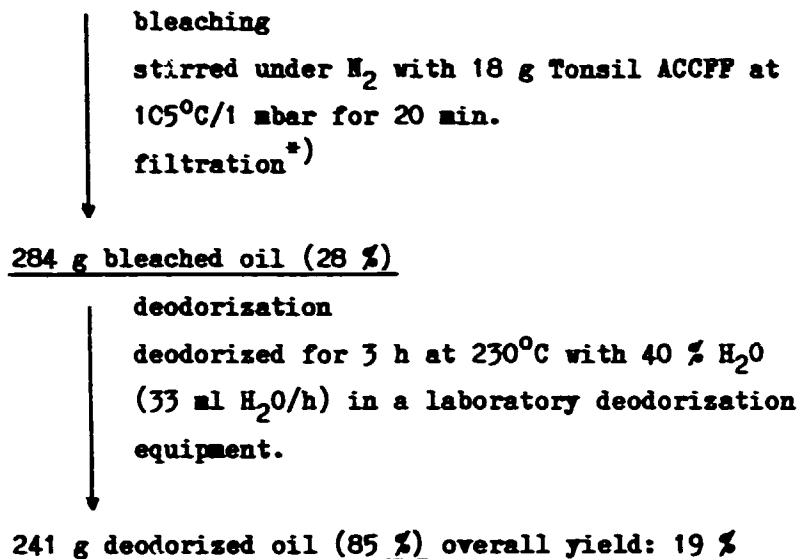 bleaching
stirred under N₂ with 18 g Tonsil ACCFF at
105°C/1 mbar for 20 min.
filtration*)
284 g bleached oil (28 %)
deodorization
deodorized for 3 h at 230°C with 40 % H₂O
(33 ml H₂O/h) in a laboratory deodorization
equipment.
241 g deodorized oil (85 %) overall yield: 19 %